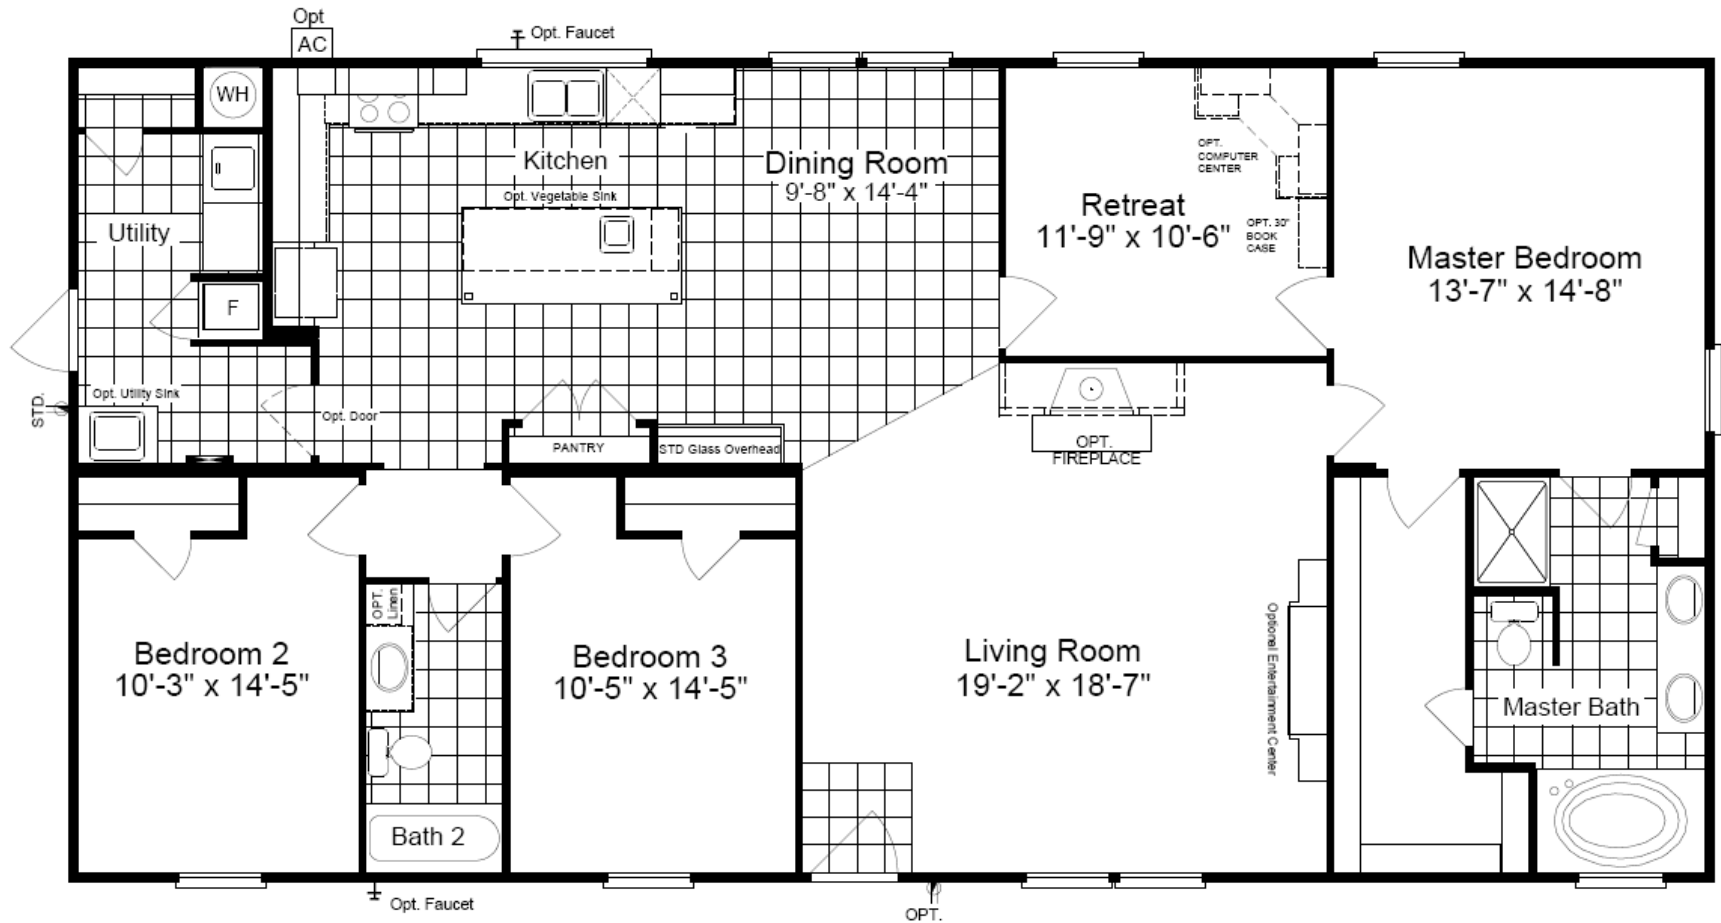 Opt
AC
Opt. Faucet
WH
Kitchen
Opt. Vegetable Sink
Dining Room
9'-8" x 14'-4"
OPT.
COMPUTER
CENTER
Retreat
11'-9" x 10'-6"
OPT. 30"
BOOK
CASE
Master Bedroom
13'-7" x 14'-8"
Utility
F
STD.
Opt. Utility Sink
Opt. Door
PANTRY
STD Glass Overhead
OPT.
FIREPLACE
OPT.
Linen
Bedroom 2
10'-3" x 14'-5"
Bedroom 3
10'-5" x 14'-5"
Living Room
19'-2" x 18'-7"
Optional Entertainment Center
Master Bath
Bath 2
Opt. Faucet
OPT.